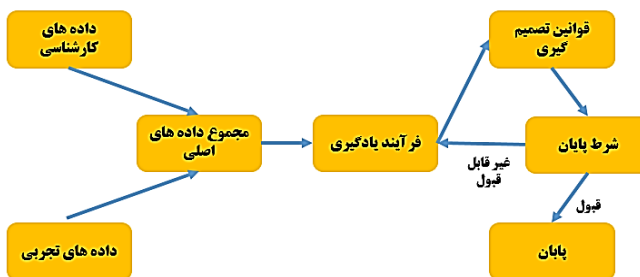 داده های
کارشناسی
قوانین تصمیم
گیری
مجموع داده های
اصلی
فرآیند یادگیری
شرط پایان
غیر قابل
قبول
قبول
داده های تجربی
پایان